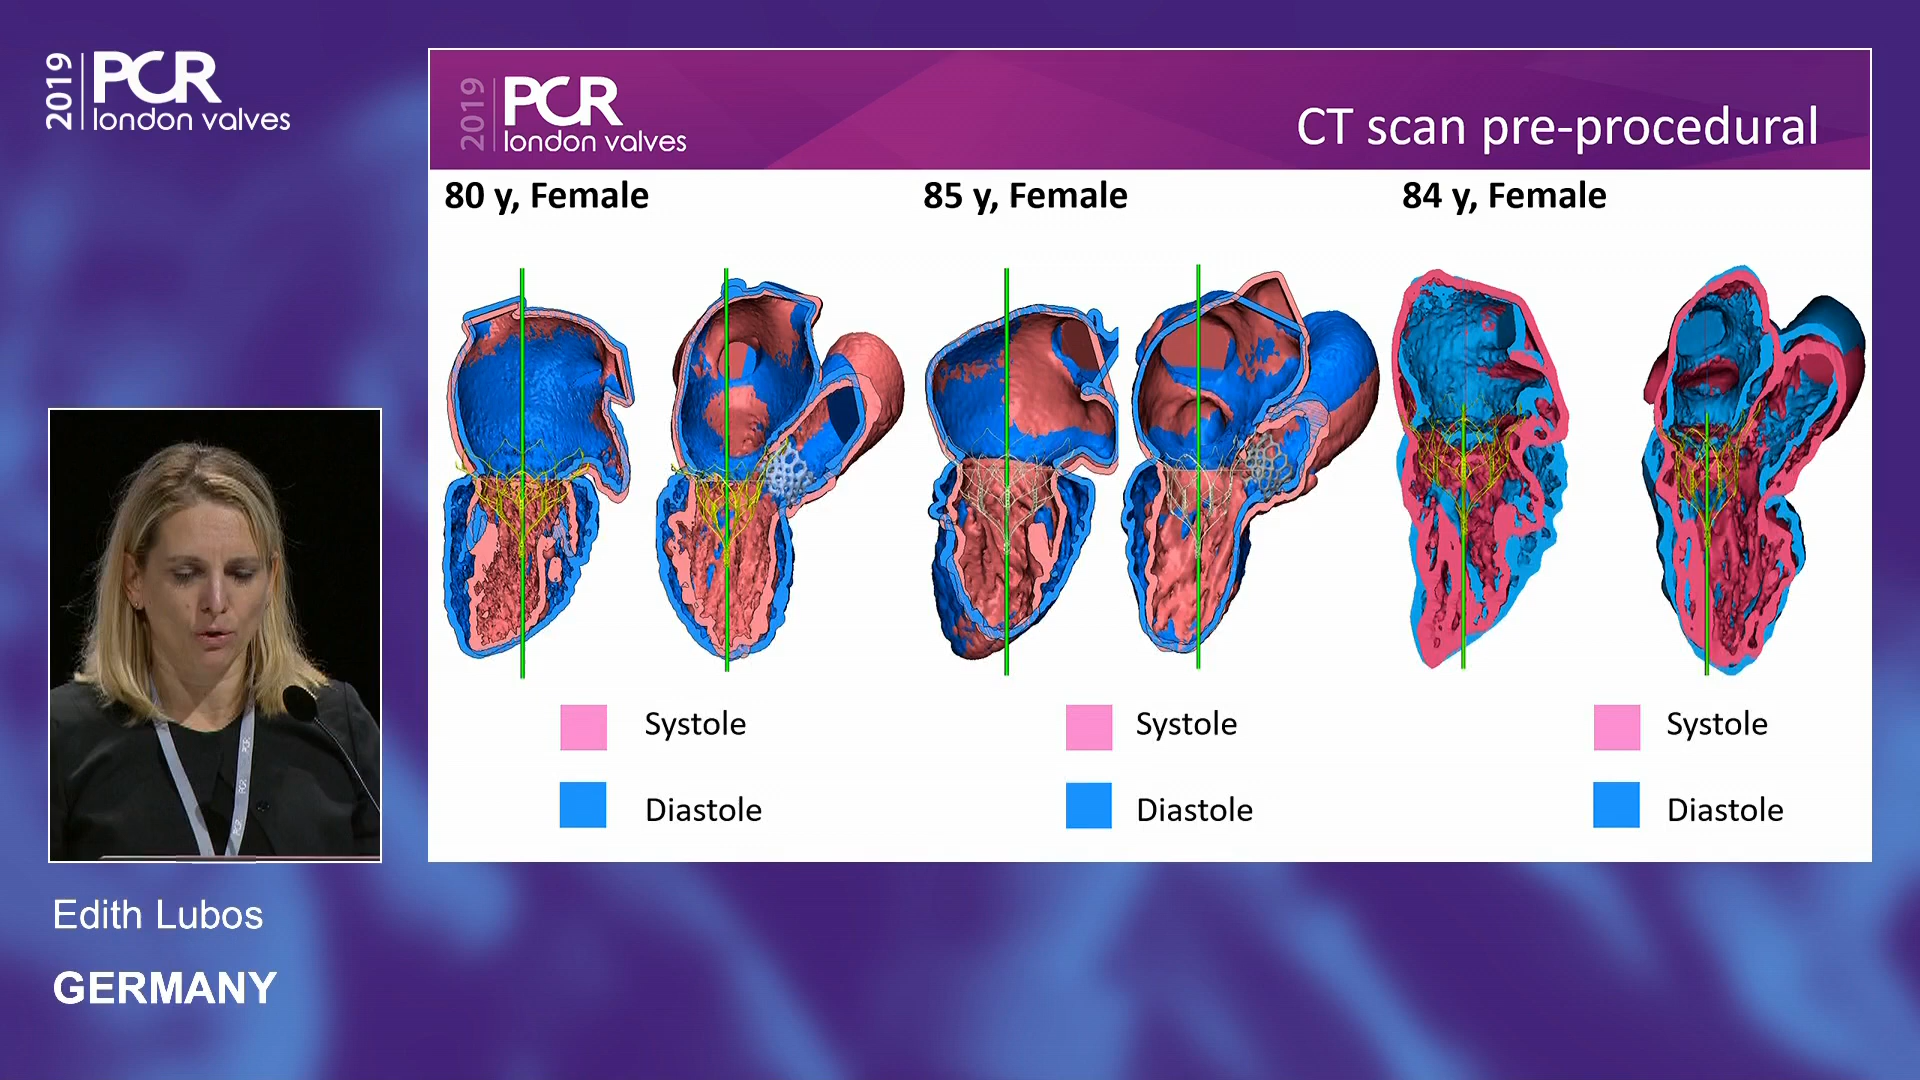 2019
PCR
london valves
2019
PCR
london valves
CT scan pre-procedural
80 y, Female
85 y, Female
84 y, Female
Systole
Systole
Systole
Diastole
Diastole
Diastole
Edith Lubos
GERMANY